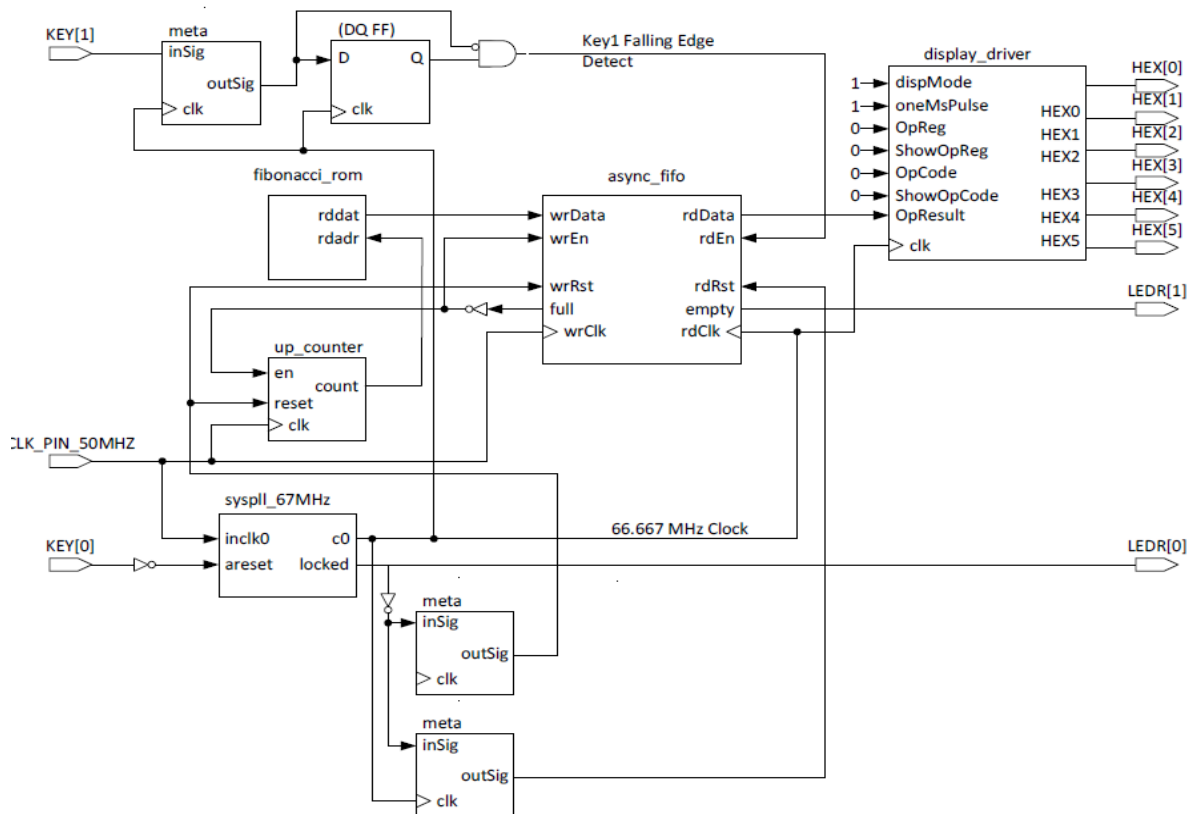 KEY[1]
meta
inSig
outSig
clk
(DQ FF)
D
Q
clk
Key1 Falling Edge
Detect
display_driver
1
dispMode
1
oneMsPulse
0
OpReg
0
ShowOpReg
0
OpCode
0
ShowOpCode
OpResult
clk
HEX0
HEX1
HEX2
HEX3
HEX4
HEX5
HEX[0]
HEX[1]
HEX[2]
HEX[3]
HEX[4]
HEX[5]
fibonacci_rom
rddat
rdadr
async_fifo
wrData
wrEn
wrRst
full
wrClk
rdData
rdEn
rdRst
empty
rdClk
LEDR[1]
up_counter
en
count
reset
clk
CLK_PIN_50MHZ
syspll_67MHz
inclk0
c0
areset
locked
KEY[0]
66.667 MHz Clock
LEDR[0]
meta
inSig
outSig
clk
meta
inSig
outSig
clk